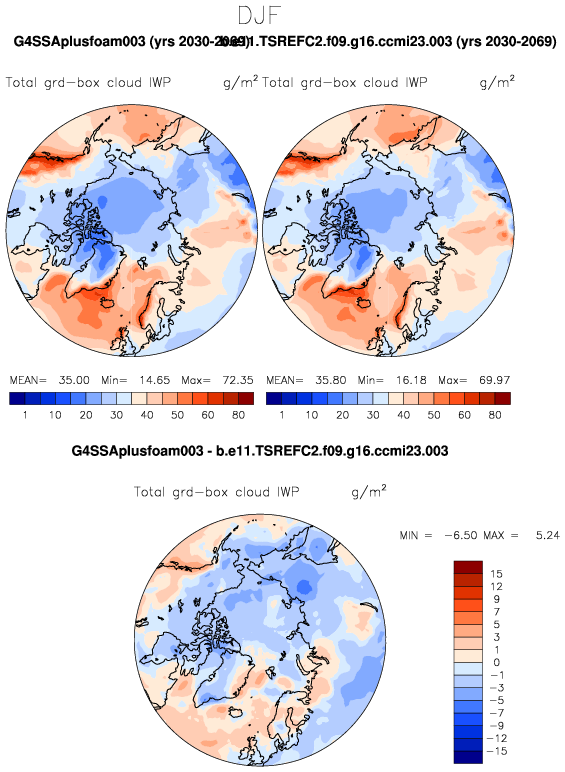 DJF
G4SSAplusfoam003 (yrs 2030-2069) b.e11.TSREFC2.f09.g16.ccmi23.003 (yrs 2030-2069)
Total grd-box cloud IWP g/m² Total grd-box cloud IWP g/m²
MEAN= 35.00 Min= 14.65 Max= 72.35 MEAN= 35.80 Min= 16.18 Max= 69.97
1 10 20 30 40 50 60 80 1 10 20 30 40 50 60 80
G4SSAplusfoam003 - b.e11.TSREFC2.f09.g16.ccmi23.003
Total grd-box cloud IWP g/m²
MIN = -6.50 MAX = 5.24
15
12
9
7
5
3
1
0
-1
-3
-5
-7
-9
-12
-15